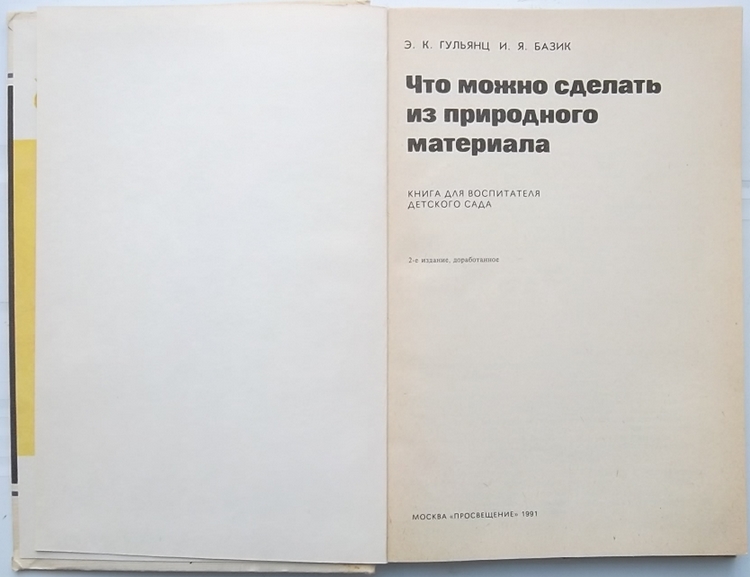 Э. К. ГУЛЬЯНЦ И. Я. БАЗИК
Что можно сделать
из природного
материала
КНИГА ДЛЯ ВОСПИТАТЕЛЯ
ДЕТСКОГО САДА
2-е издание, доработанное
МОСКВА «ПРОСВЕЩЕНИЕ» 1991